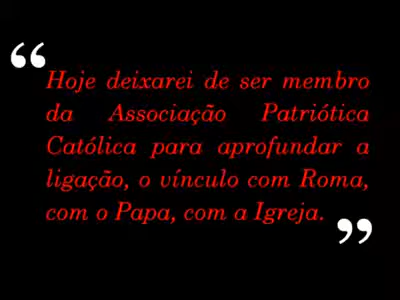 “
Hoje deixarei de ser membro
da Associação Patriótica
Católica para aprofundar a
ligação, o vínculo com Roma,
com o Papa, com a Igreja.
”